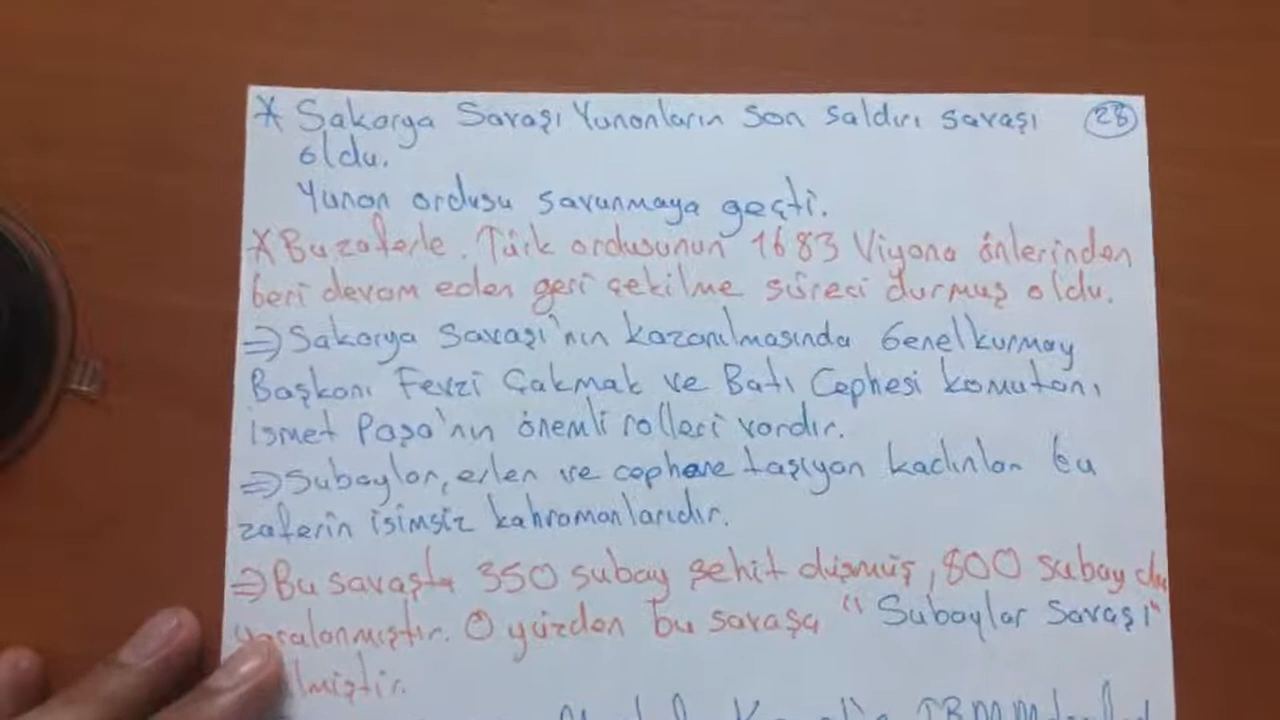 * Sakarya Savaşı Yunanların son saldırı savaşı 28
oldu.
Yunan ordusu savunmaya geçti.
* Bu zaferle. Türk ordusunun 1683 Viyana önlerinden
beri devam eden geri çekilme süreci durmuş oldu.
⇒ Sakarya Savaşı'nın kazanılmasında Genelkurmay
Başkanı Fevzi Çakmak ve Batı Cephesi komutanı
ismet Paşa'nın önemli rolleri vardır.
⇒ Subaylar, erler ve cephane taşıyan kadınlar bu
zaferin isimsiz kahramanlarıdır.
⇒ Bu savaşta 350 subay şehit düşmüş, 800 subay da
yaralanmıştır. O yüzden bu savaşa "Subaylar Savaşı"